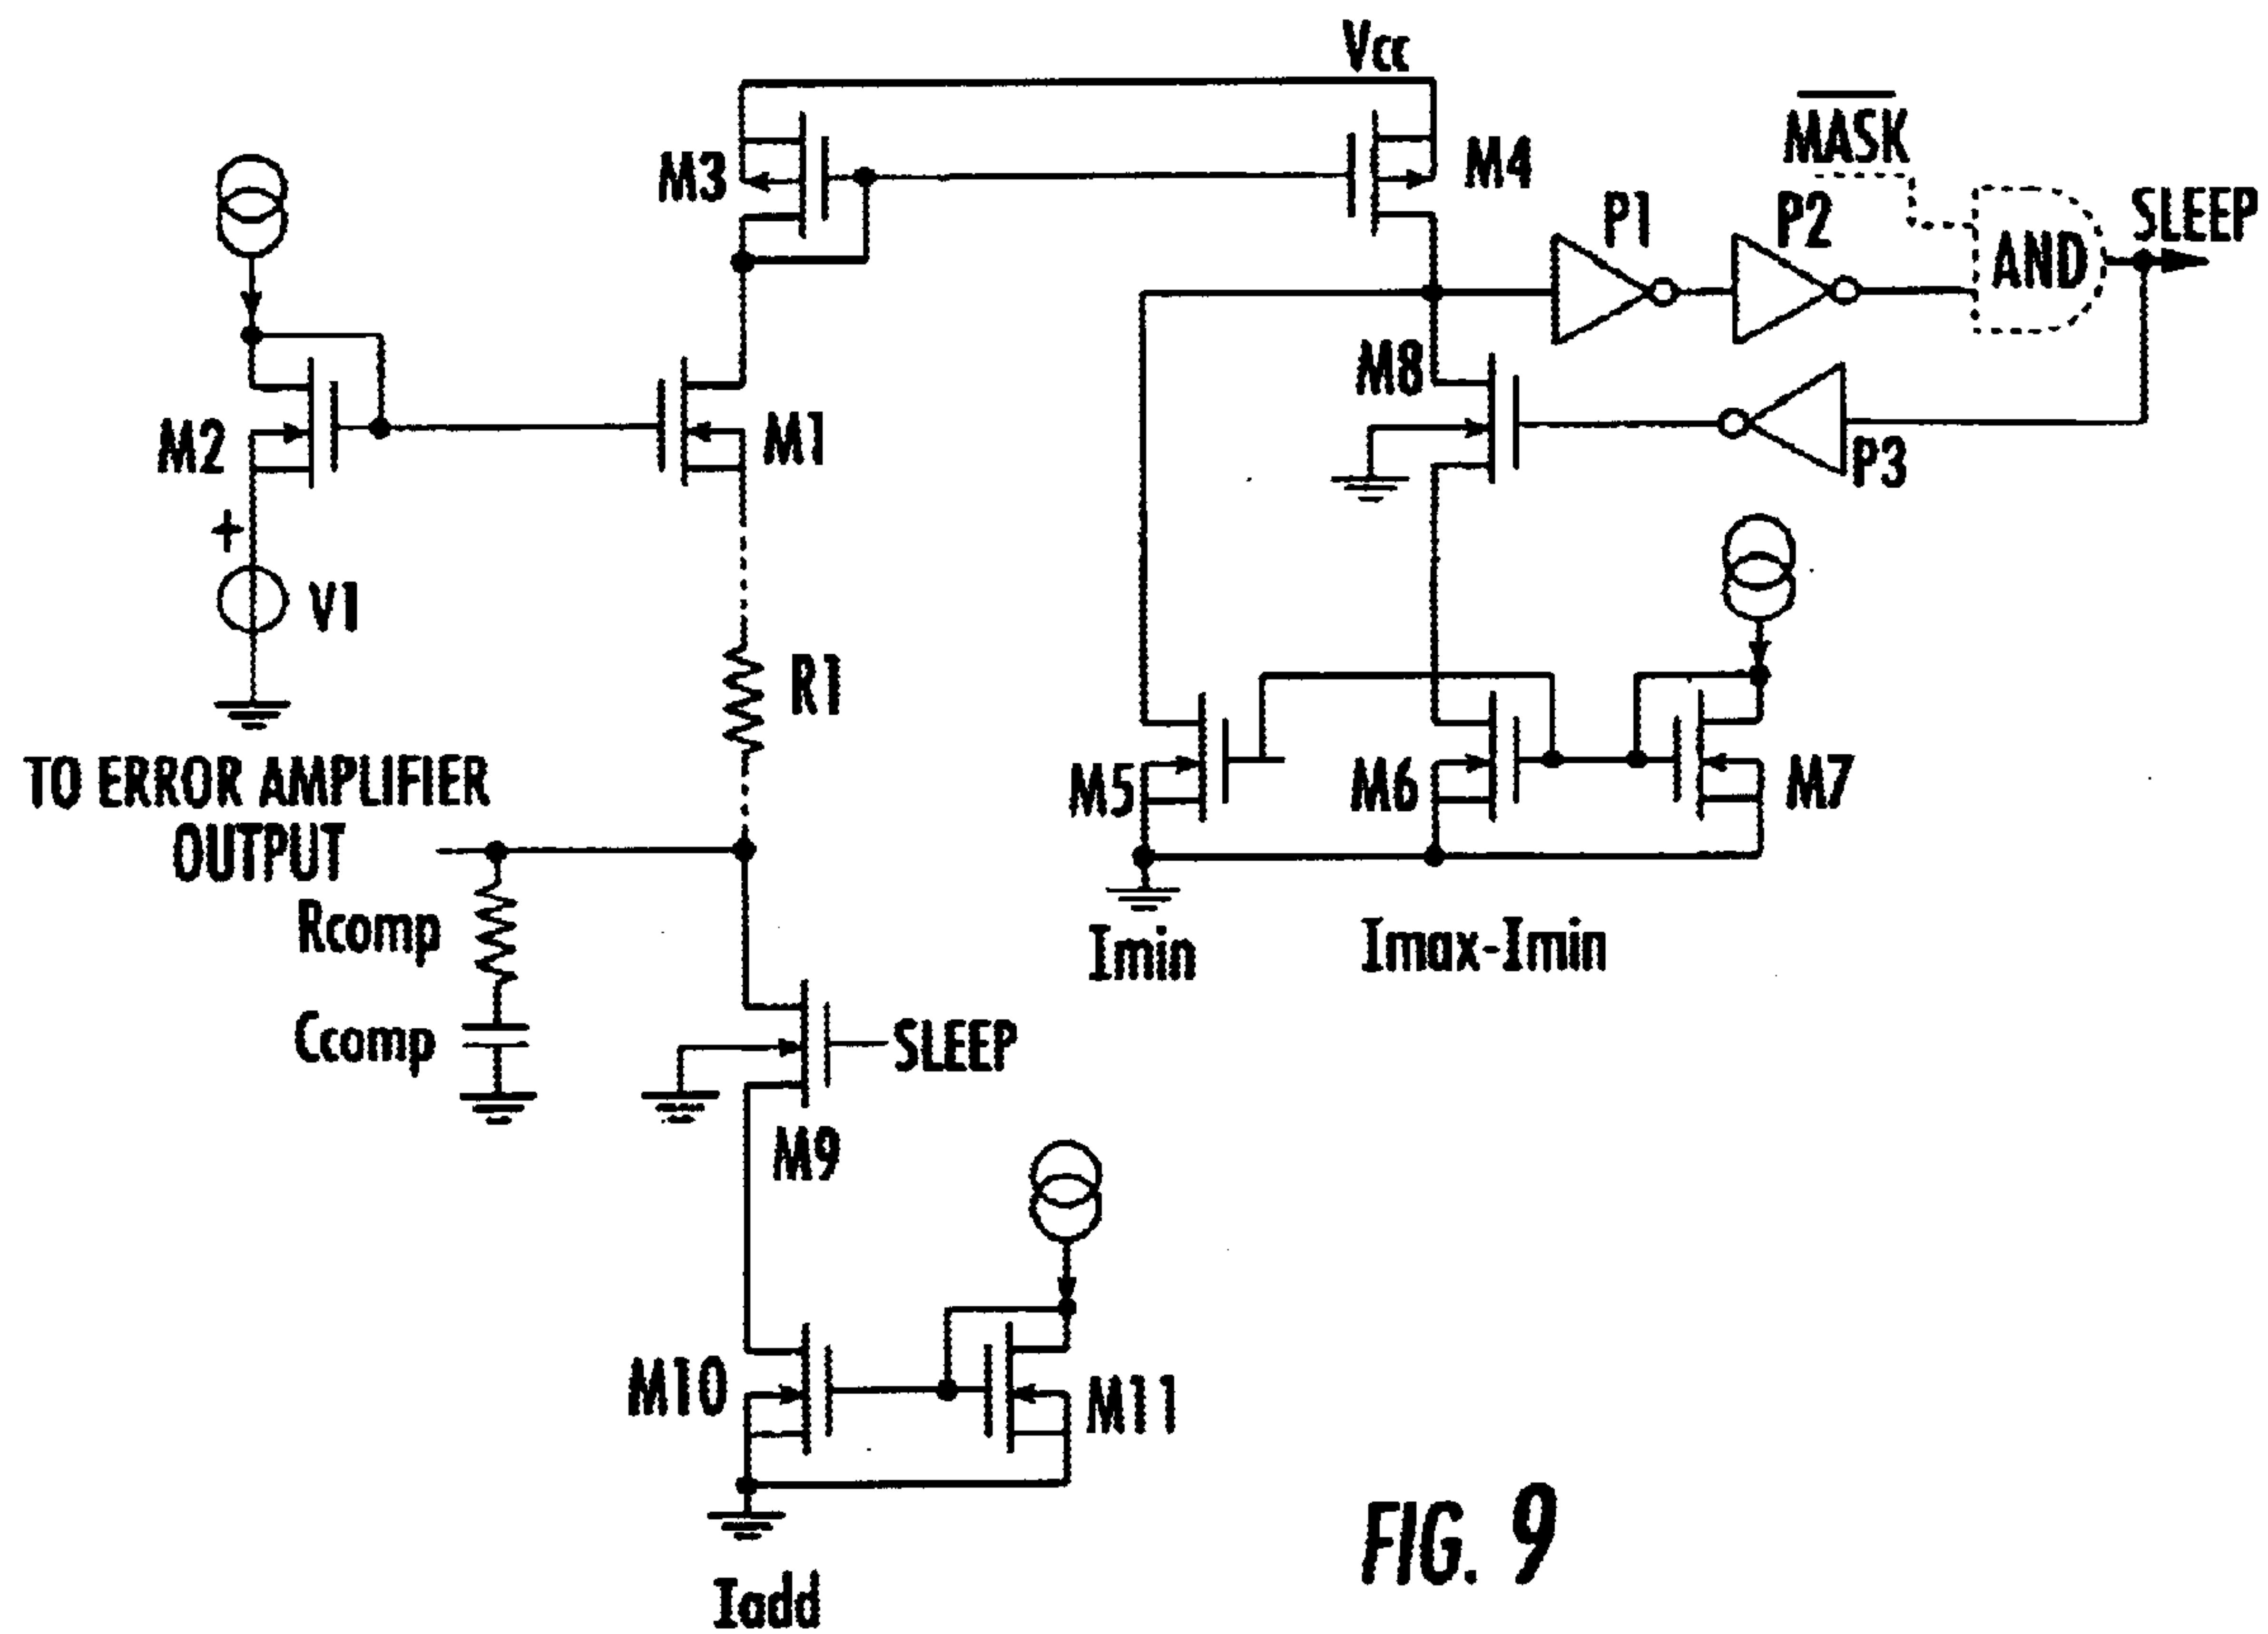 Vcc
MASK
M3
M4
P1
P2
AND
SLEEP
M8
M2
M1
P3
+
V1
R1
M5
M6
M7
TO ERROR AMPLIFIER
OUTPUT
Rcomp
Imin
Imax-Imin
Ccomp
SLEEP
M9
M10
M11
Iadd
FIG. 9